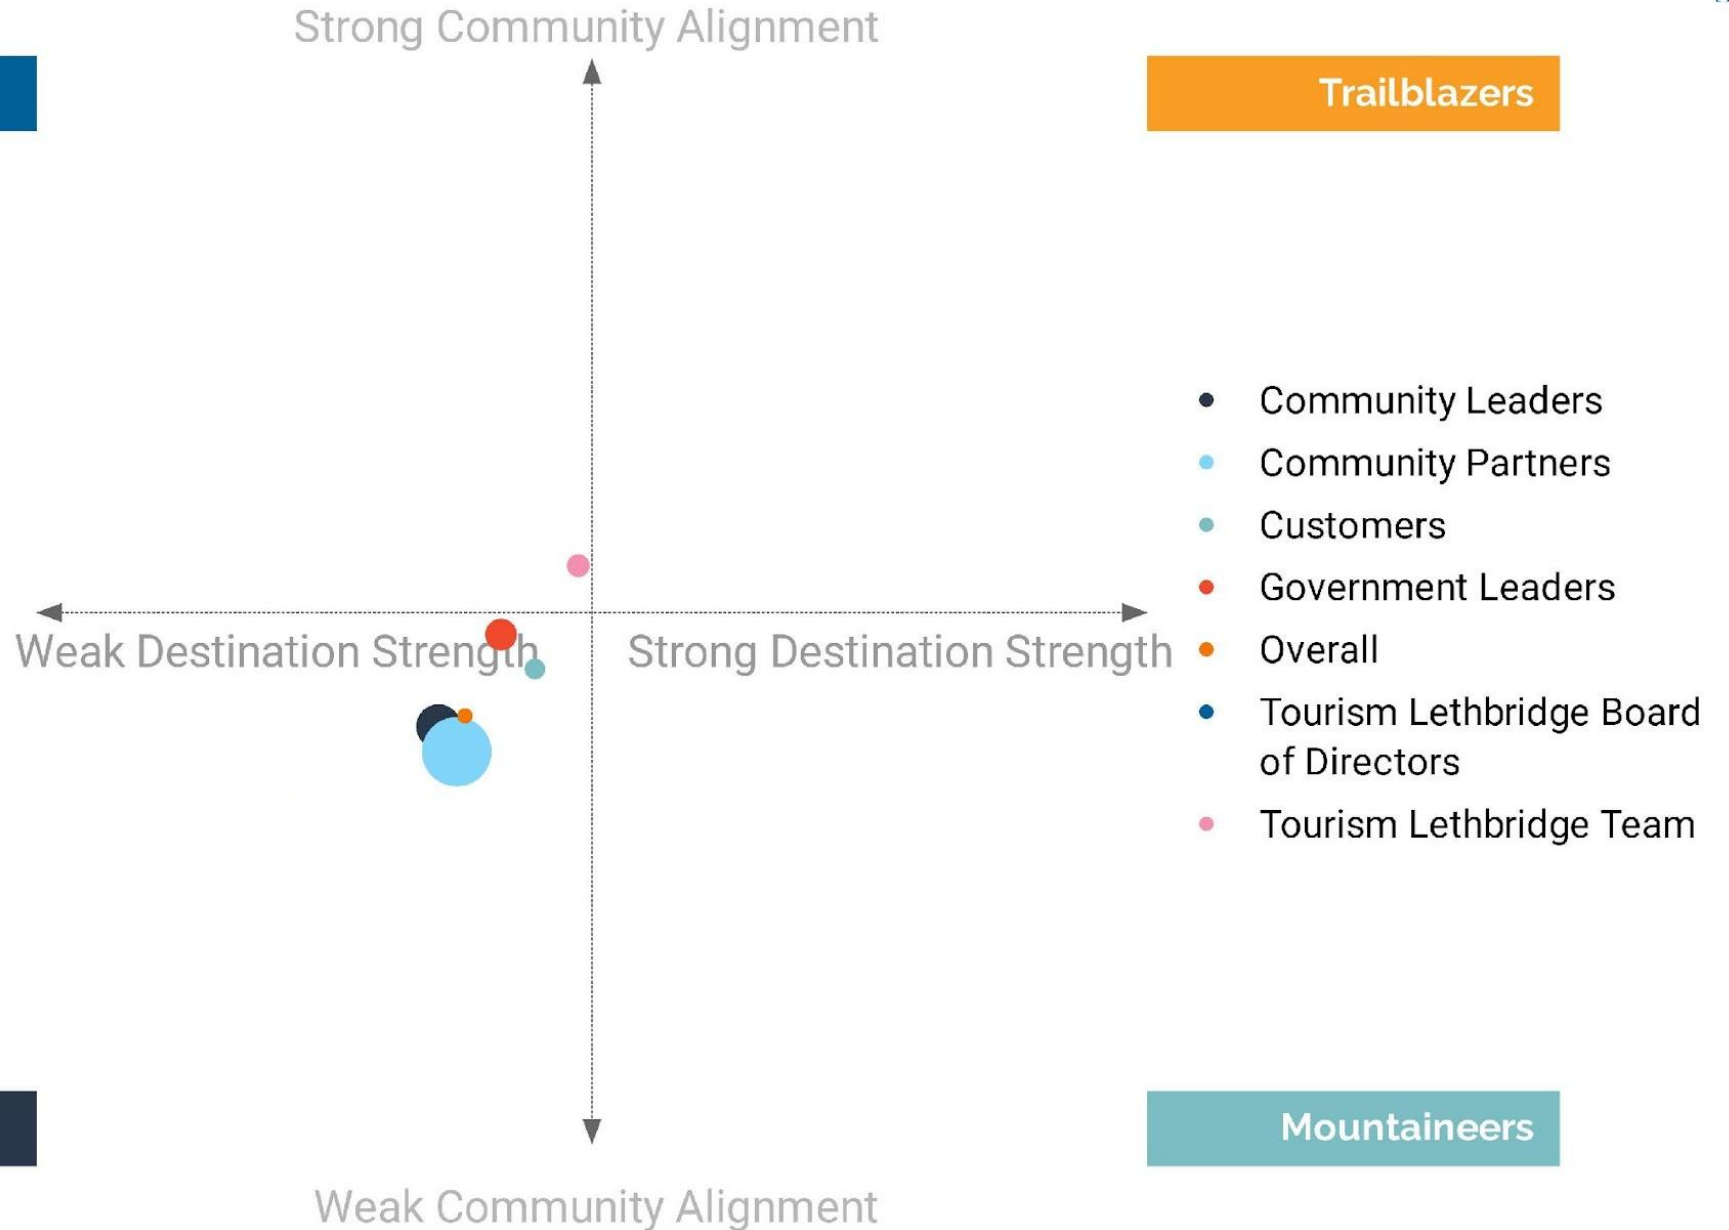 Strong Community Alignment
Trailblazers
Community Leaders
Community Partners
Customers
Government Leaders
Weak Destination Strength
Strong Destination Strength
Overall
Tourism Lethbridge Board
of Directors
Tourism Lethbridge Team
Mountaineers
Weak Community Alignment